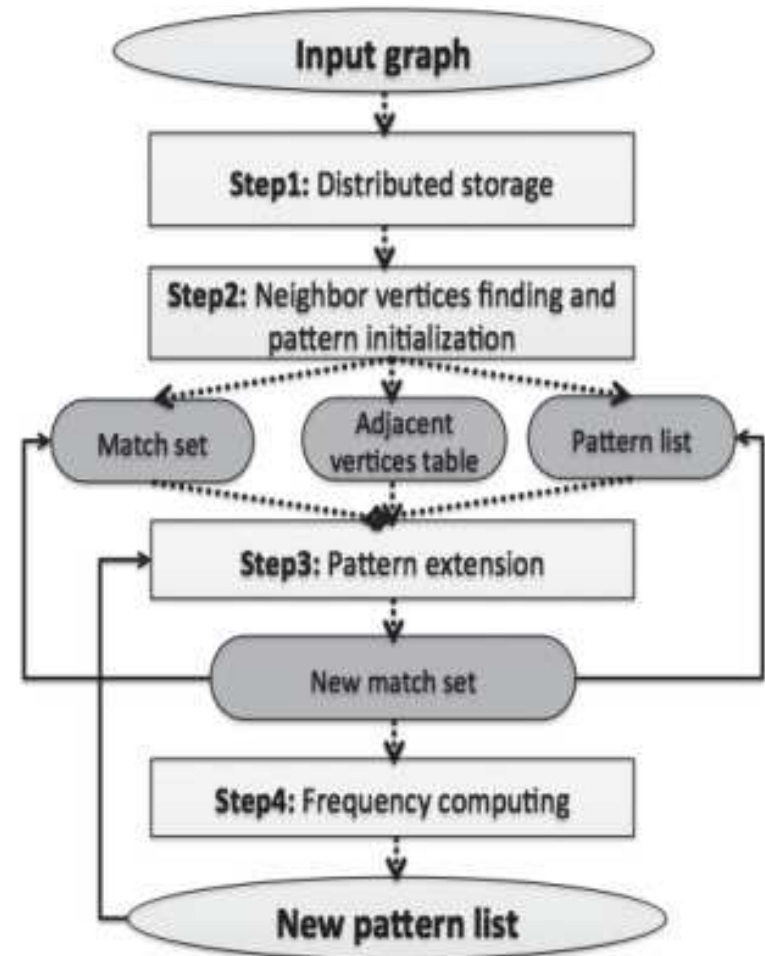 Input graph
Step1: Distributed storage
Step2: Neighbor vertices finding and
pattern initialization
Match set
Adjacent
vertices table
Pattern list
Step3: Pattern extension
New match set
Step4: Frequency computing
New pattern list